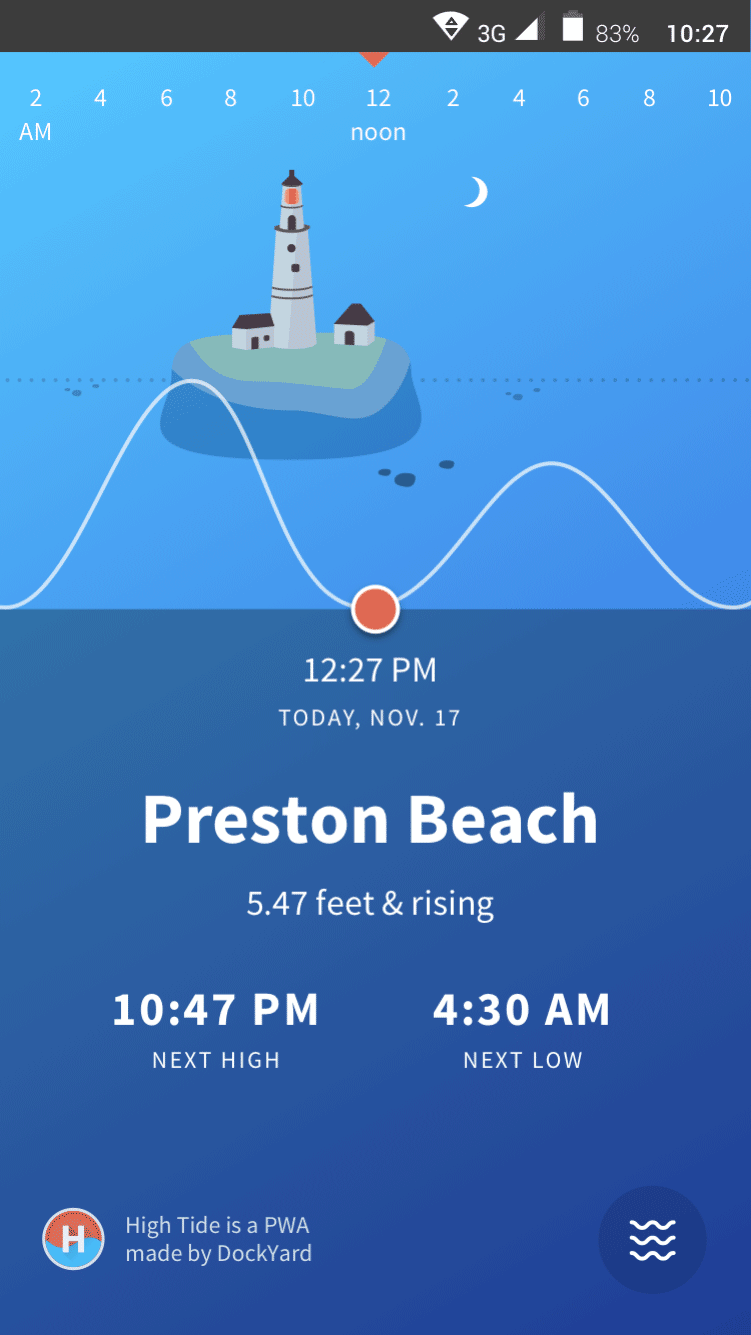 3G 83% 10:27
2 4 6 8 10 12 2 4 6 8 10
AM noon
12:27 PM
TODAY, NOV. 17
Preston Beach
5.47 feet & rising
10:47 PM 4:30 AM
NEXT HIGH NEXT LOW
H
High Tide is a PWA
made by DockYard